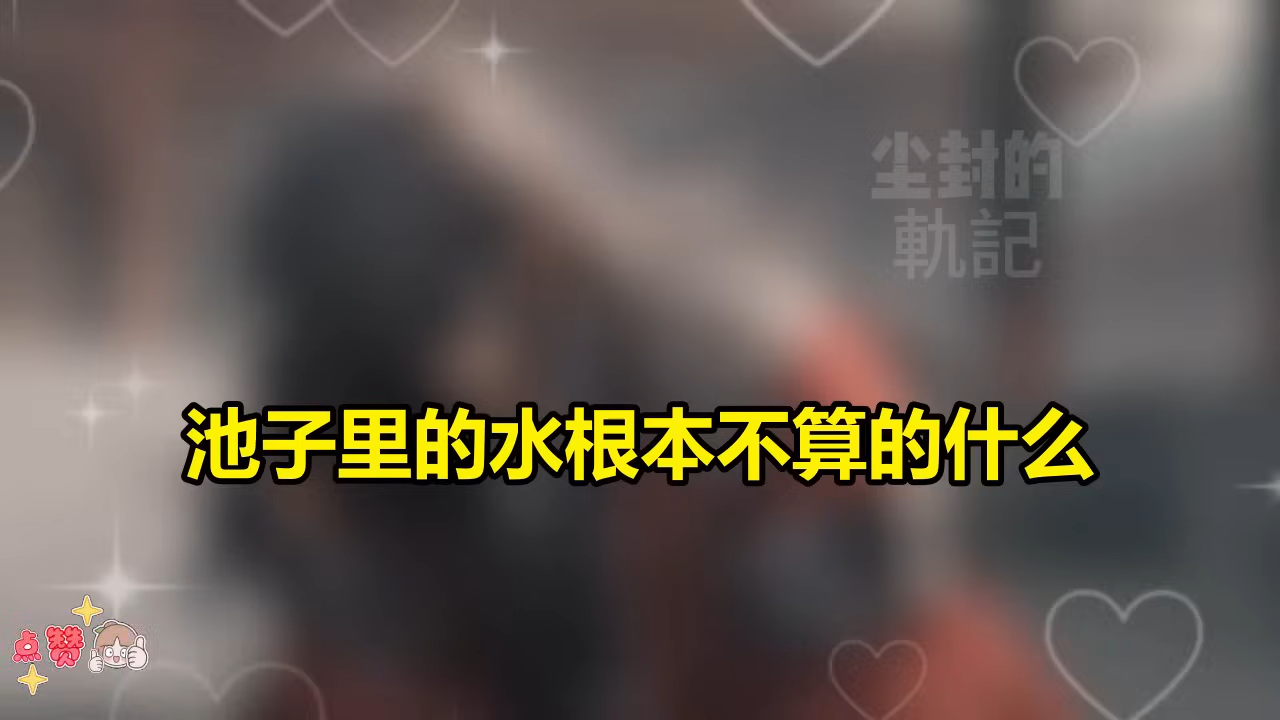 尘封的
軌記
池子里的水根本不算的什么
点赞